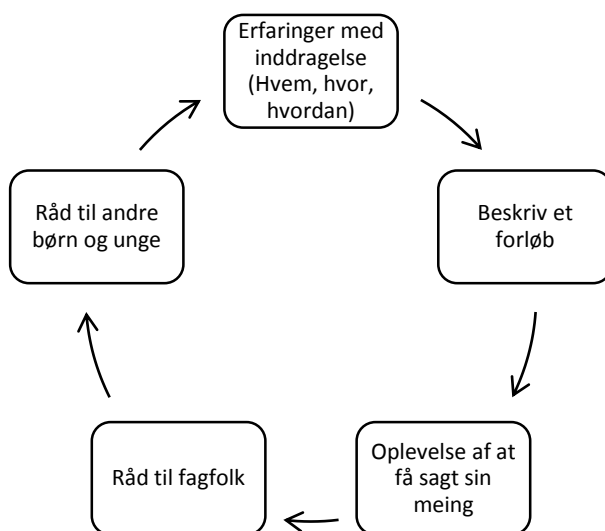 Erfaringer med
inddragelse
(Hvem, hvor,
hvordan)
Beskriv et
forløb
Oplevelse af at
få sagt sin
meing
Råd til fagfolk
Råd til andre
børn og unge